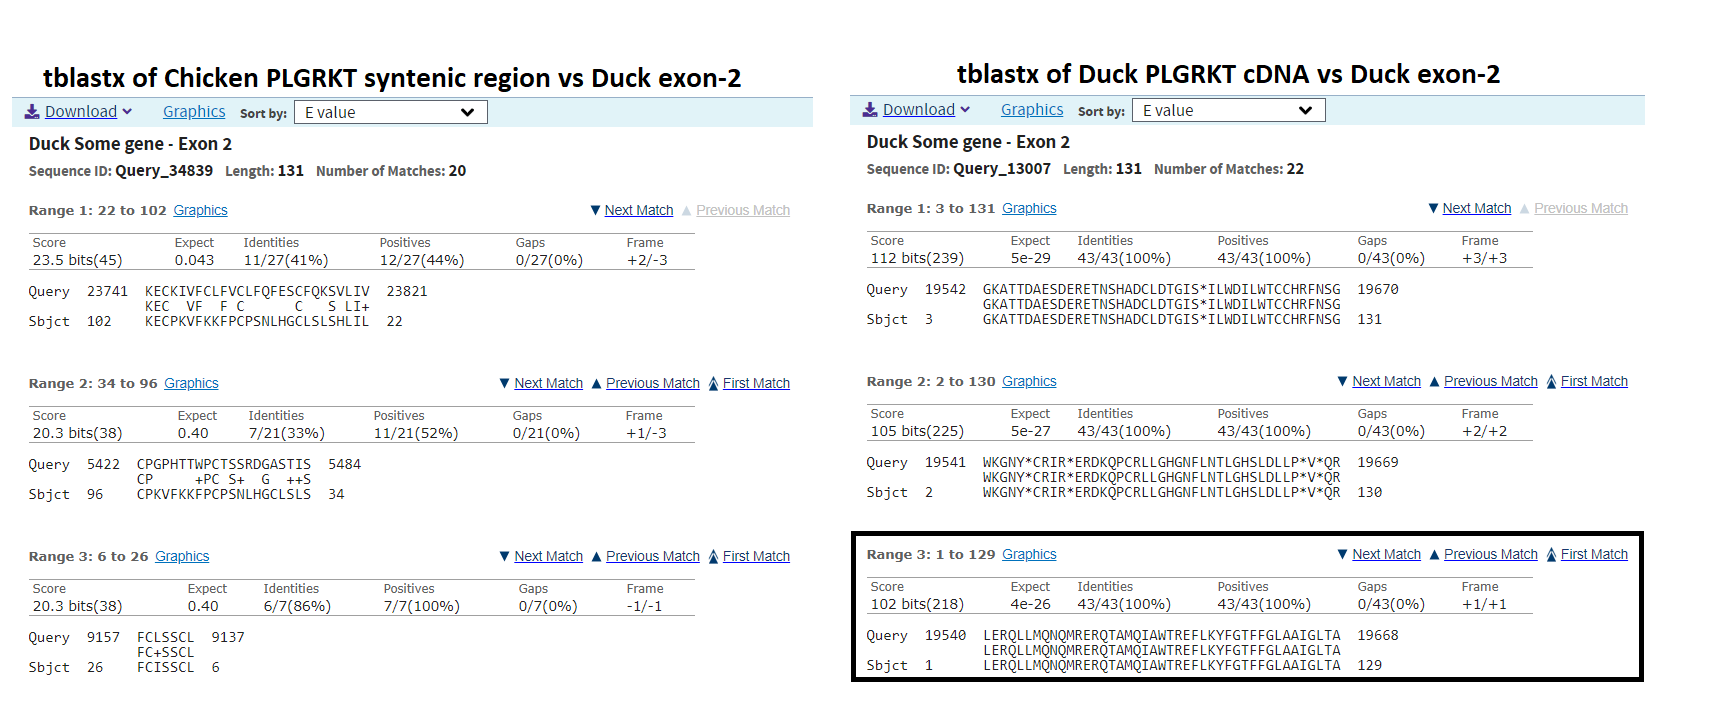 tblastx of Chicken PLGRKT syntenic region vs Duck exon-2
Download Graphics Sort by: E value
Duck Some gene - Exon 2
Sequence ID: Query_34839 Length: 131 Number of Matches: 20
Range 1: 22 to 102 Graphics Next Match Previous Match
Score Expect Identities Positives Gaps Frame
23.5 bits(45) 0.043 11/27(41%) 12/27(44%) 0/27(0%) +2/-3
Query 23741 KECKIVFCLFVCLFQFESCFQKSVLIV 23821
KEC VF F C C S LI+
Sbjct 102 KECPKVFKKFPCPSNLHGCLSLSHLIL 22
Range 2: 34 to 96 Graphics Next Match Previous Match First Match
Score Expect Identities Positives Gaps Frame
20.3 bits(38) 0.40 7/21(33%) 11/21(52%) 0/21(0%) +1/-3
Query 5422 CPGPHTTWPCTSSRDGASTIS 5484
CP +PC S+ G ++S
Sbjct 96 CPKVFKKFPCPSNLHGCLSLS 34
Range 3: 6 to 26 Graphics Next Match Previous Match First Match
Score Expect Identities Positives Gaps Frame
20.3 bits(38) 0.40 6/7(86%) 7/7(100%) 0/7(0%) -1/-1
Query 9157 FCLSSCL 9137
FC+SSCL
Sbjct 26 FCISSCL 6
tblastx of Duck PLGRKT cDNA vs Duck exon-2
Download Graphics Sort by: E value
Duck Some gene - Exon 2
Sequence ID: Query_13007 Length: 131 Number of Matches: 22
Range 1: 3 to 131 Graphics Next Match Previous Match
Score Expect Identities Positives Gaps Frame
112 bits(239) 5e-29 43/43(100%) 43/43(100%) 0/43(0%) +3/+3
Query 19542 GKATTDAESDERETNSHADCLDTGIS*ILWDILWTCCHRFNSG 19670
GKATTDAESDERETNSHADCLDTGIS*ILWDILWTCCHRFNSG
Sbjct 3 GKATTDAESDERETNSHADCLDTGIS*ILWDILWTCCHRFNSG 131
Range 2: 2 to 130 Graphics Next Match Previous Match First Match
Score Expect Identities Positives Gaps Frame
105 bits(225) 5e-27 43/43(100%) 43/43(100%) 0/43(0%) +2/+2
Query 19541 WKGNY*CRIR*ERDKQPCRLLGHGNFLNTLGHSLDLLP*V*QR 19669
WKGNY*CRIR*ERDKQPCRLLGHGNFLNTLGHSLDLLP*V*QR
Sbjct 2 WKGNY*CRIR*ERDKQPCRLLGHGNFLNTLGHSLDLLP*V*QR 130
Range 3: 1 to 129 Graphics Next Match Previous Match First Match
Score Expect Identities Positives Gaps Frame
102 bits(218) 4e-26 43/43(100%) 43/43(100%) 0/43(0%) +1/+1
Query 19540 LERQLLMQNQMRERQTAMQIAWTREFLKYFGTFFGLAAIGLTA 19668
LERQLLMQNQMRERQTAMQIAWTREFLKYFGTFFGLAAIGLTA
Sbjct 1 LERQLLMQNQMRERQTAMQIAWTREFLKYFGTFFGLAAIGLTA 129